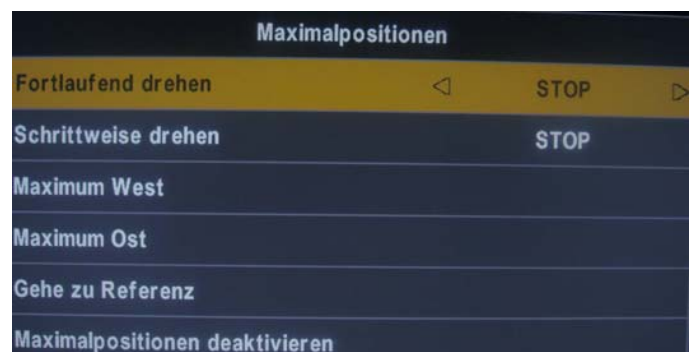 Maximalpositionen
Fortlaufend drehen STOP
Schrittweise drehen STOP
Maximum West
Maximum Ost
Gehe zu Referenz
Maximalpositionen deaktivieren